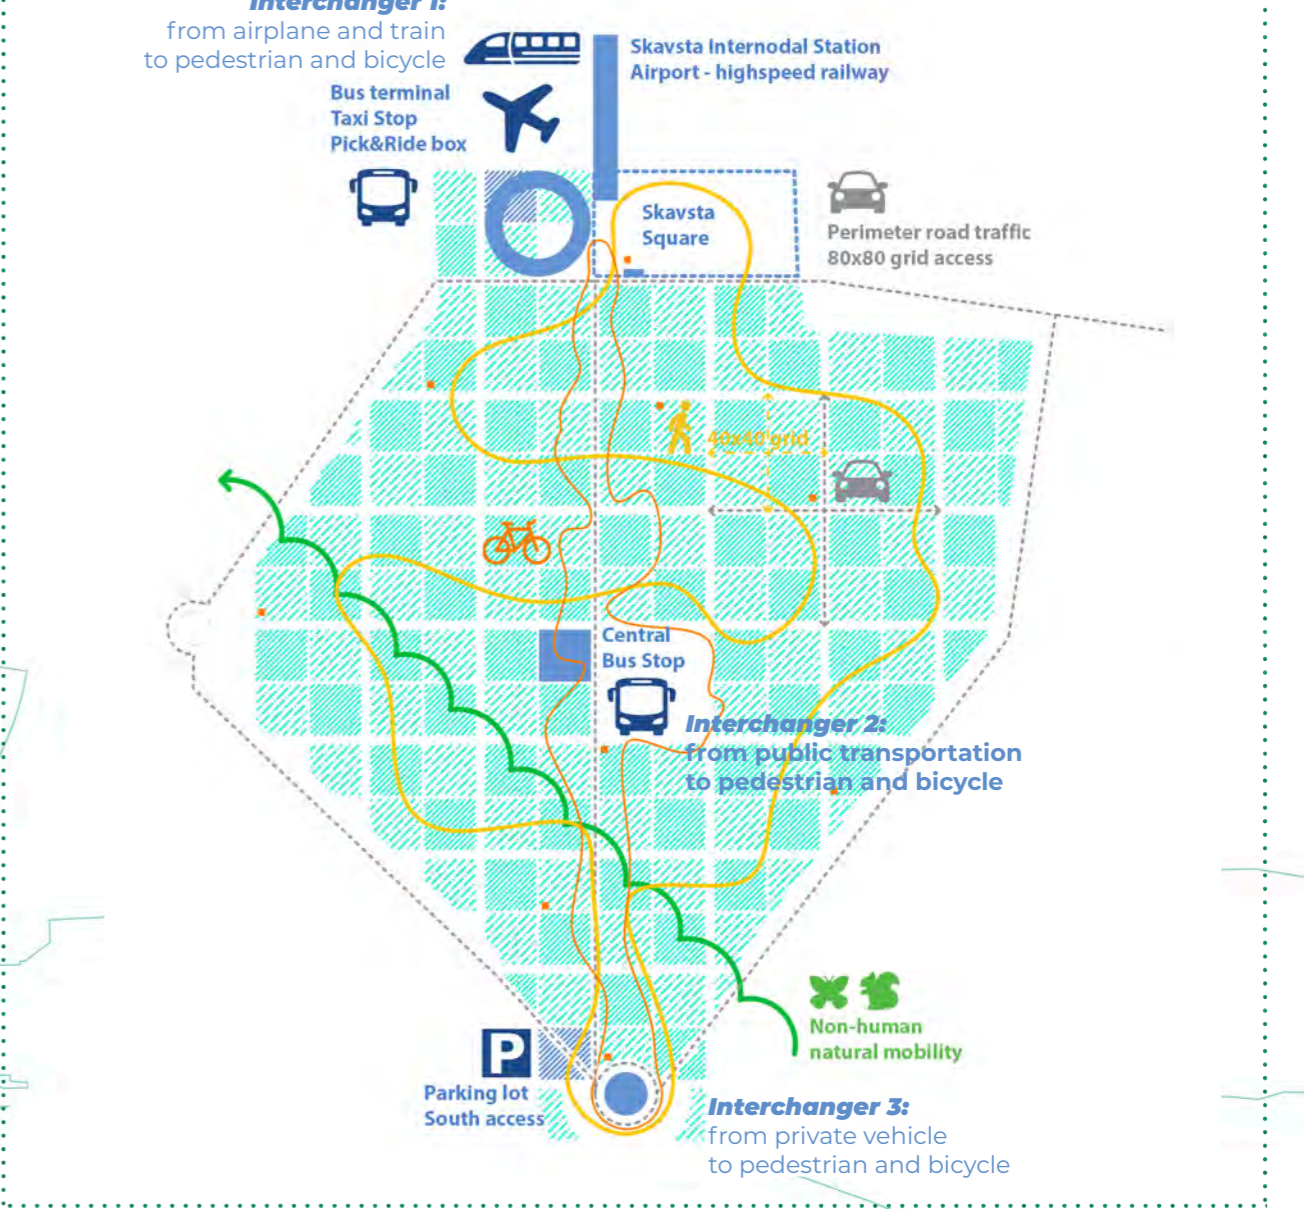 Interchanger 1:
from airplane and train
to pedestrian and bicycle
Skavsta Internodal Station
Airport - highspeed railway
Bus terminal
Taxi Stop
Pick&Ride box
Skavsta
Square
Perimeter road traffic
80x80 grid access
40x40 grid
Central
Bus Stop
Interchanger 2:
from public transportation
to pedestrian and bicycle
Non-human
natural mobility
P
Parking lot
South access
Interchanger 3:
from private vehicle
to pedestrian and bicycle